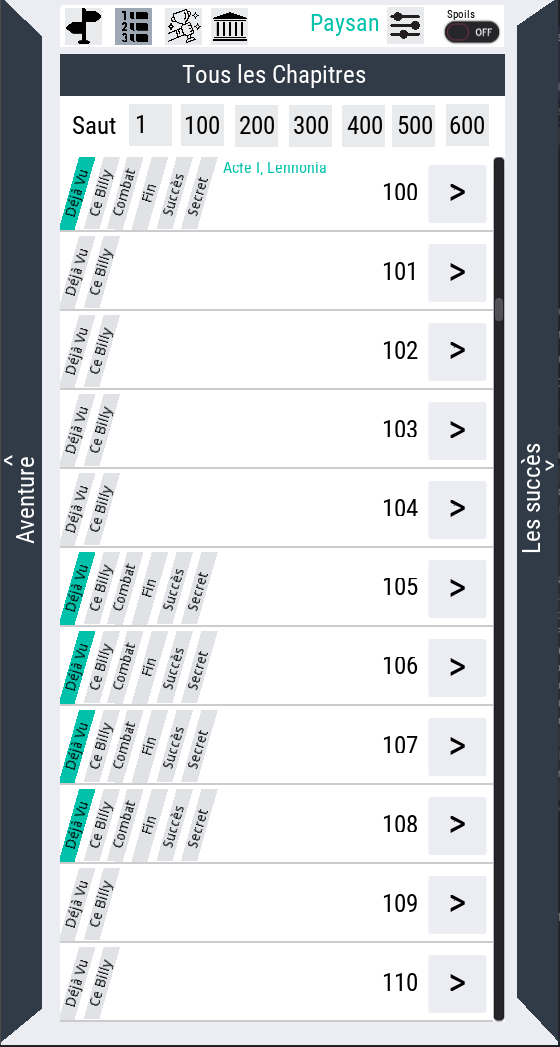 Paysan
Spoils
OFF
Tous les Chapitres
Saut 1 100 200 300 400 500 600
Déjà Vu Ce Billy Combat Fin Succès Secret Acte I, Lennonia 100 >
Déjà Vu Ce Billy 101 >
Déjà Vu Ce Billy 102 >
Déjà Vu Ce Billy 103 >
Déjà Vu Ce Billy 104 >
Déjà Vu Ce Billy Combat Fin Succès Secret 105 >
Déjà Vu Ce Billy Combat Fin Succès Secret 106 >
Déjà Vu Ce Billy Combat Fin Succès Secret 107 >
Déjà Vu Ce Billy Combat Fin Succès Secret 108 >
Déjà Vu Ce Billy 109 >
Déjà Vu Ce Billy 110 >
< Aventure
Les succès >